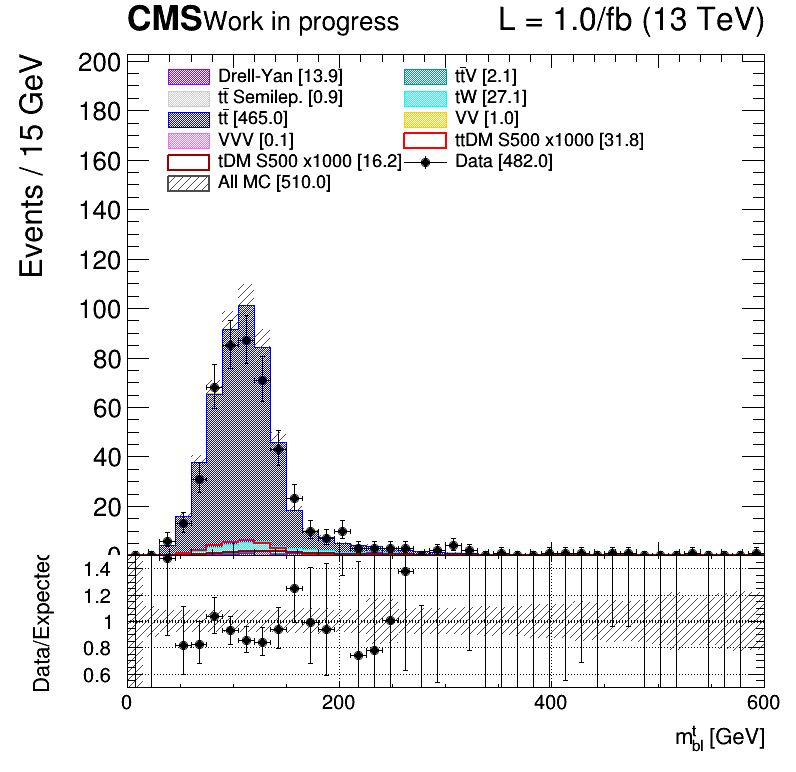 CMS Work in progress L = 1.0/fb (13 TeV)
Events / 15 GeV
200
180
160
140
120
100
80
60
40
20
0
Drell-Yan [13.9] tt̄V [2.1]
tt̄ Semilep. [0.9] tW [27.1]
tt̄ [465.0] VV [1.0]
VVV [0.1] ttDM S500 x1000 [31.8]
tDM S500 x1000 [16.2] Data [482.0]
All MC [510.0]
Data/Expected
1.4
1.2
1
0.8
0.6
0 200 400 600
m^t_bl [GeV]